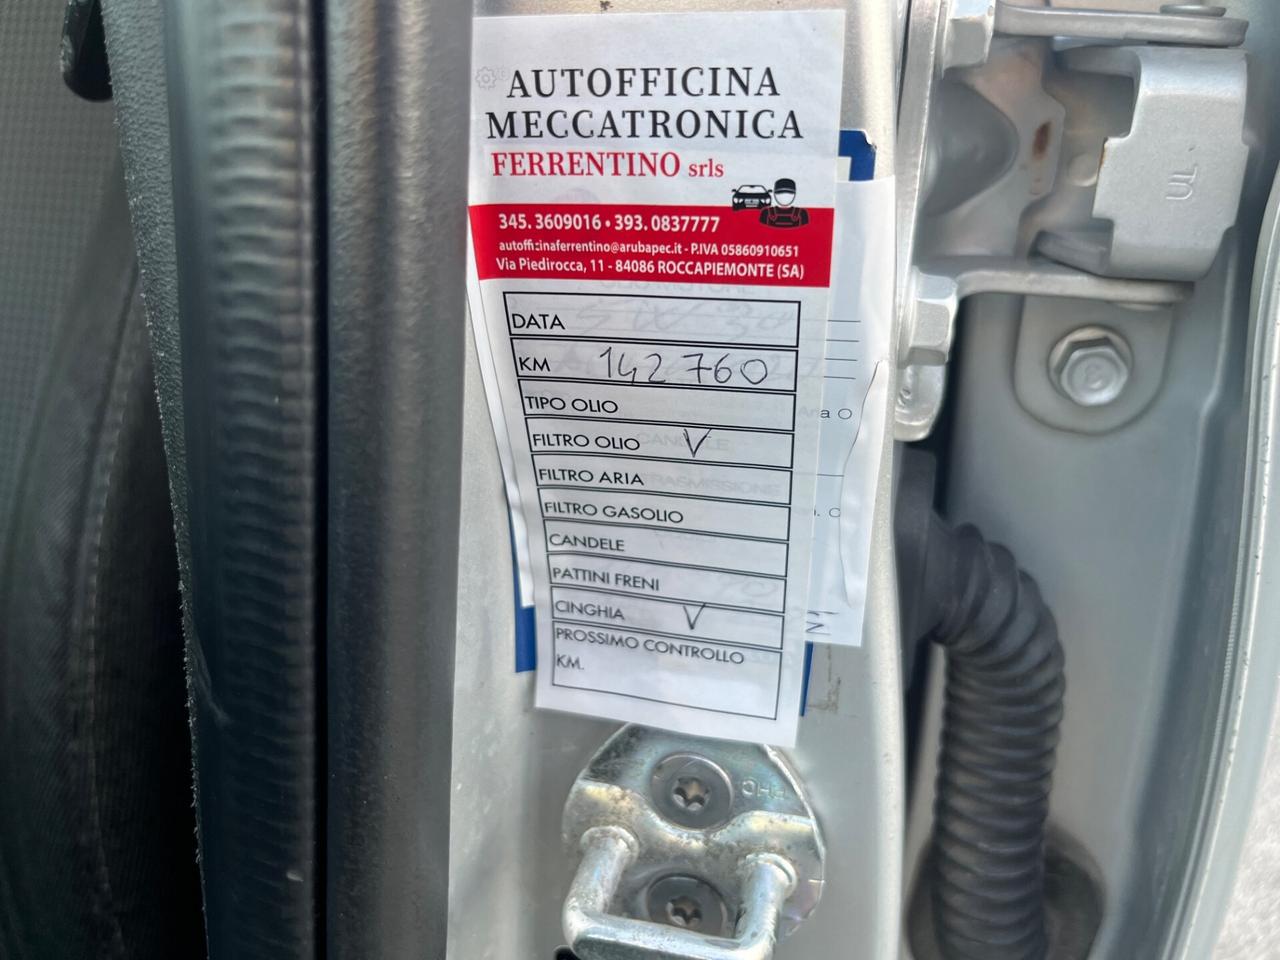 AUTOFFICINA
MECCATRONICA
FERRENTINO srls
345.3609016 • 393.0837777
autofficinaferrentino@arubapec.it - P.IVA 05860910651
Via Piedirocca, 11 - 84086 ROCCAPIEMONTE (SA)
DATA
KM 142760
TIPO OLIO
FILTRO OLIO V
FILTRO ARIA
FILTRO GASOLIO
CANDELE
PATTINI FRENI
CINGHIA V
PROSSIMO CONTROLLO
KM.